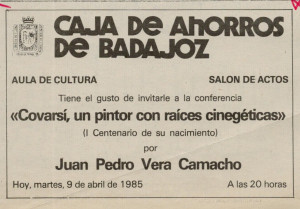 CAJA DE AHORROS
DE BADAJOZ
AULA DE CULTURA SALON DE ACTOS
Tiene el gusto de invitarle a la conferencia
«Covarsí, un pintor con raíces cinegéticas»
(I Centenario de su nacimiento)
por
Juan Pedro Vera Camacho
Hoy, martes, 9 de abril de 1985 A las 20 horas